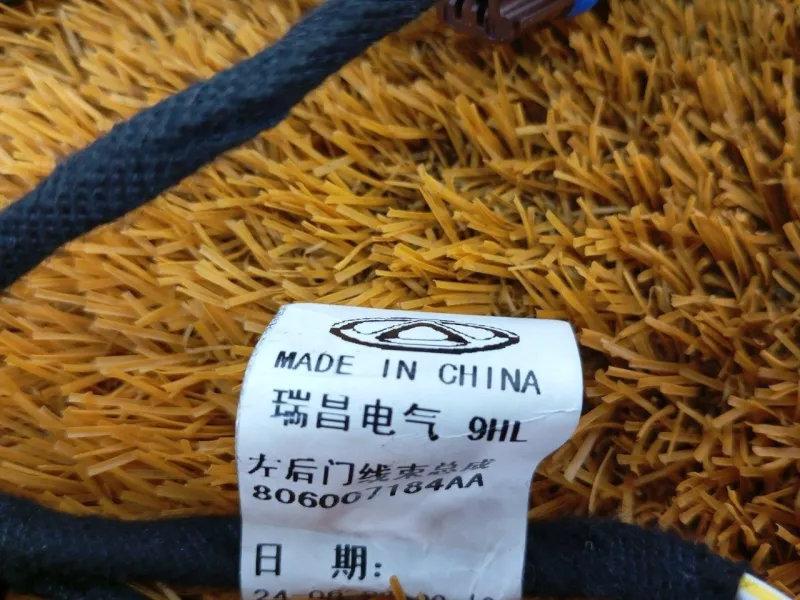 MADE IN CHINA
瑞昌电气 9HL
左后门线束总成
806007184AA
日 期: